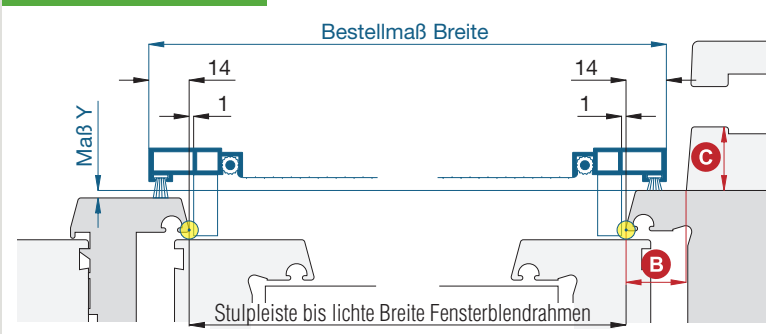 Bestellmaß Breite
14
14
1
1
Maß Y
C
B
Stulpleiste bis lichte Breite Fensterblendrahmen